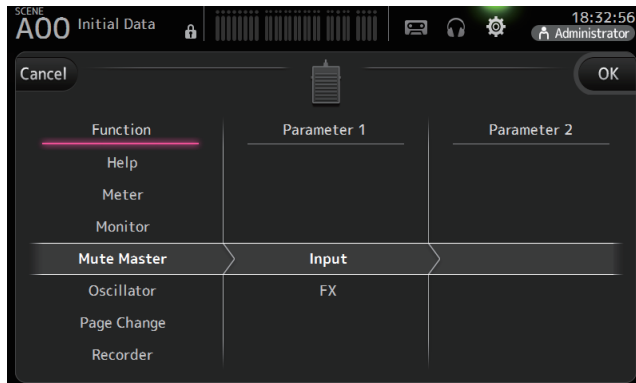 SCENE
A00 Initial Data
18:32:56
Administrator
Cancel
OK
Function Parameter 1 Parameter 2
Help
Meter
Monitor
Mute Master Input
Oscillator FX
Page Change
Recorder